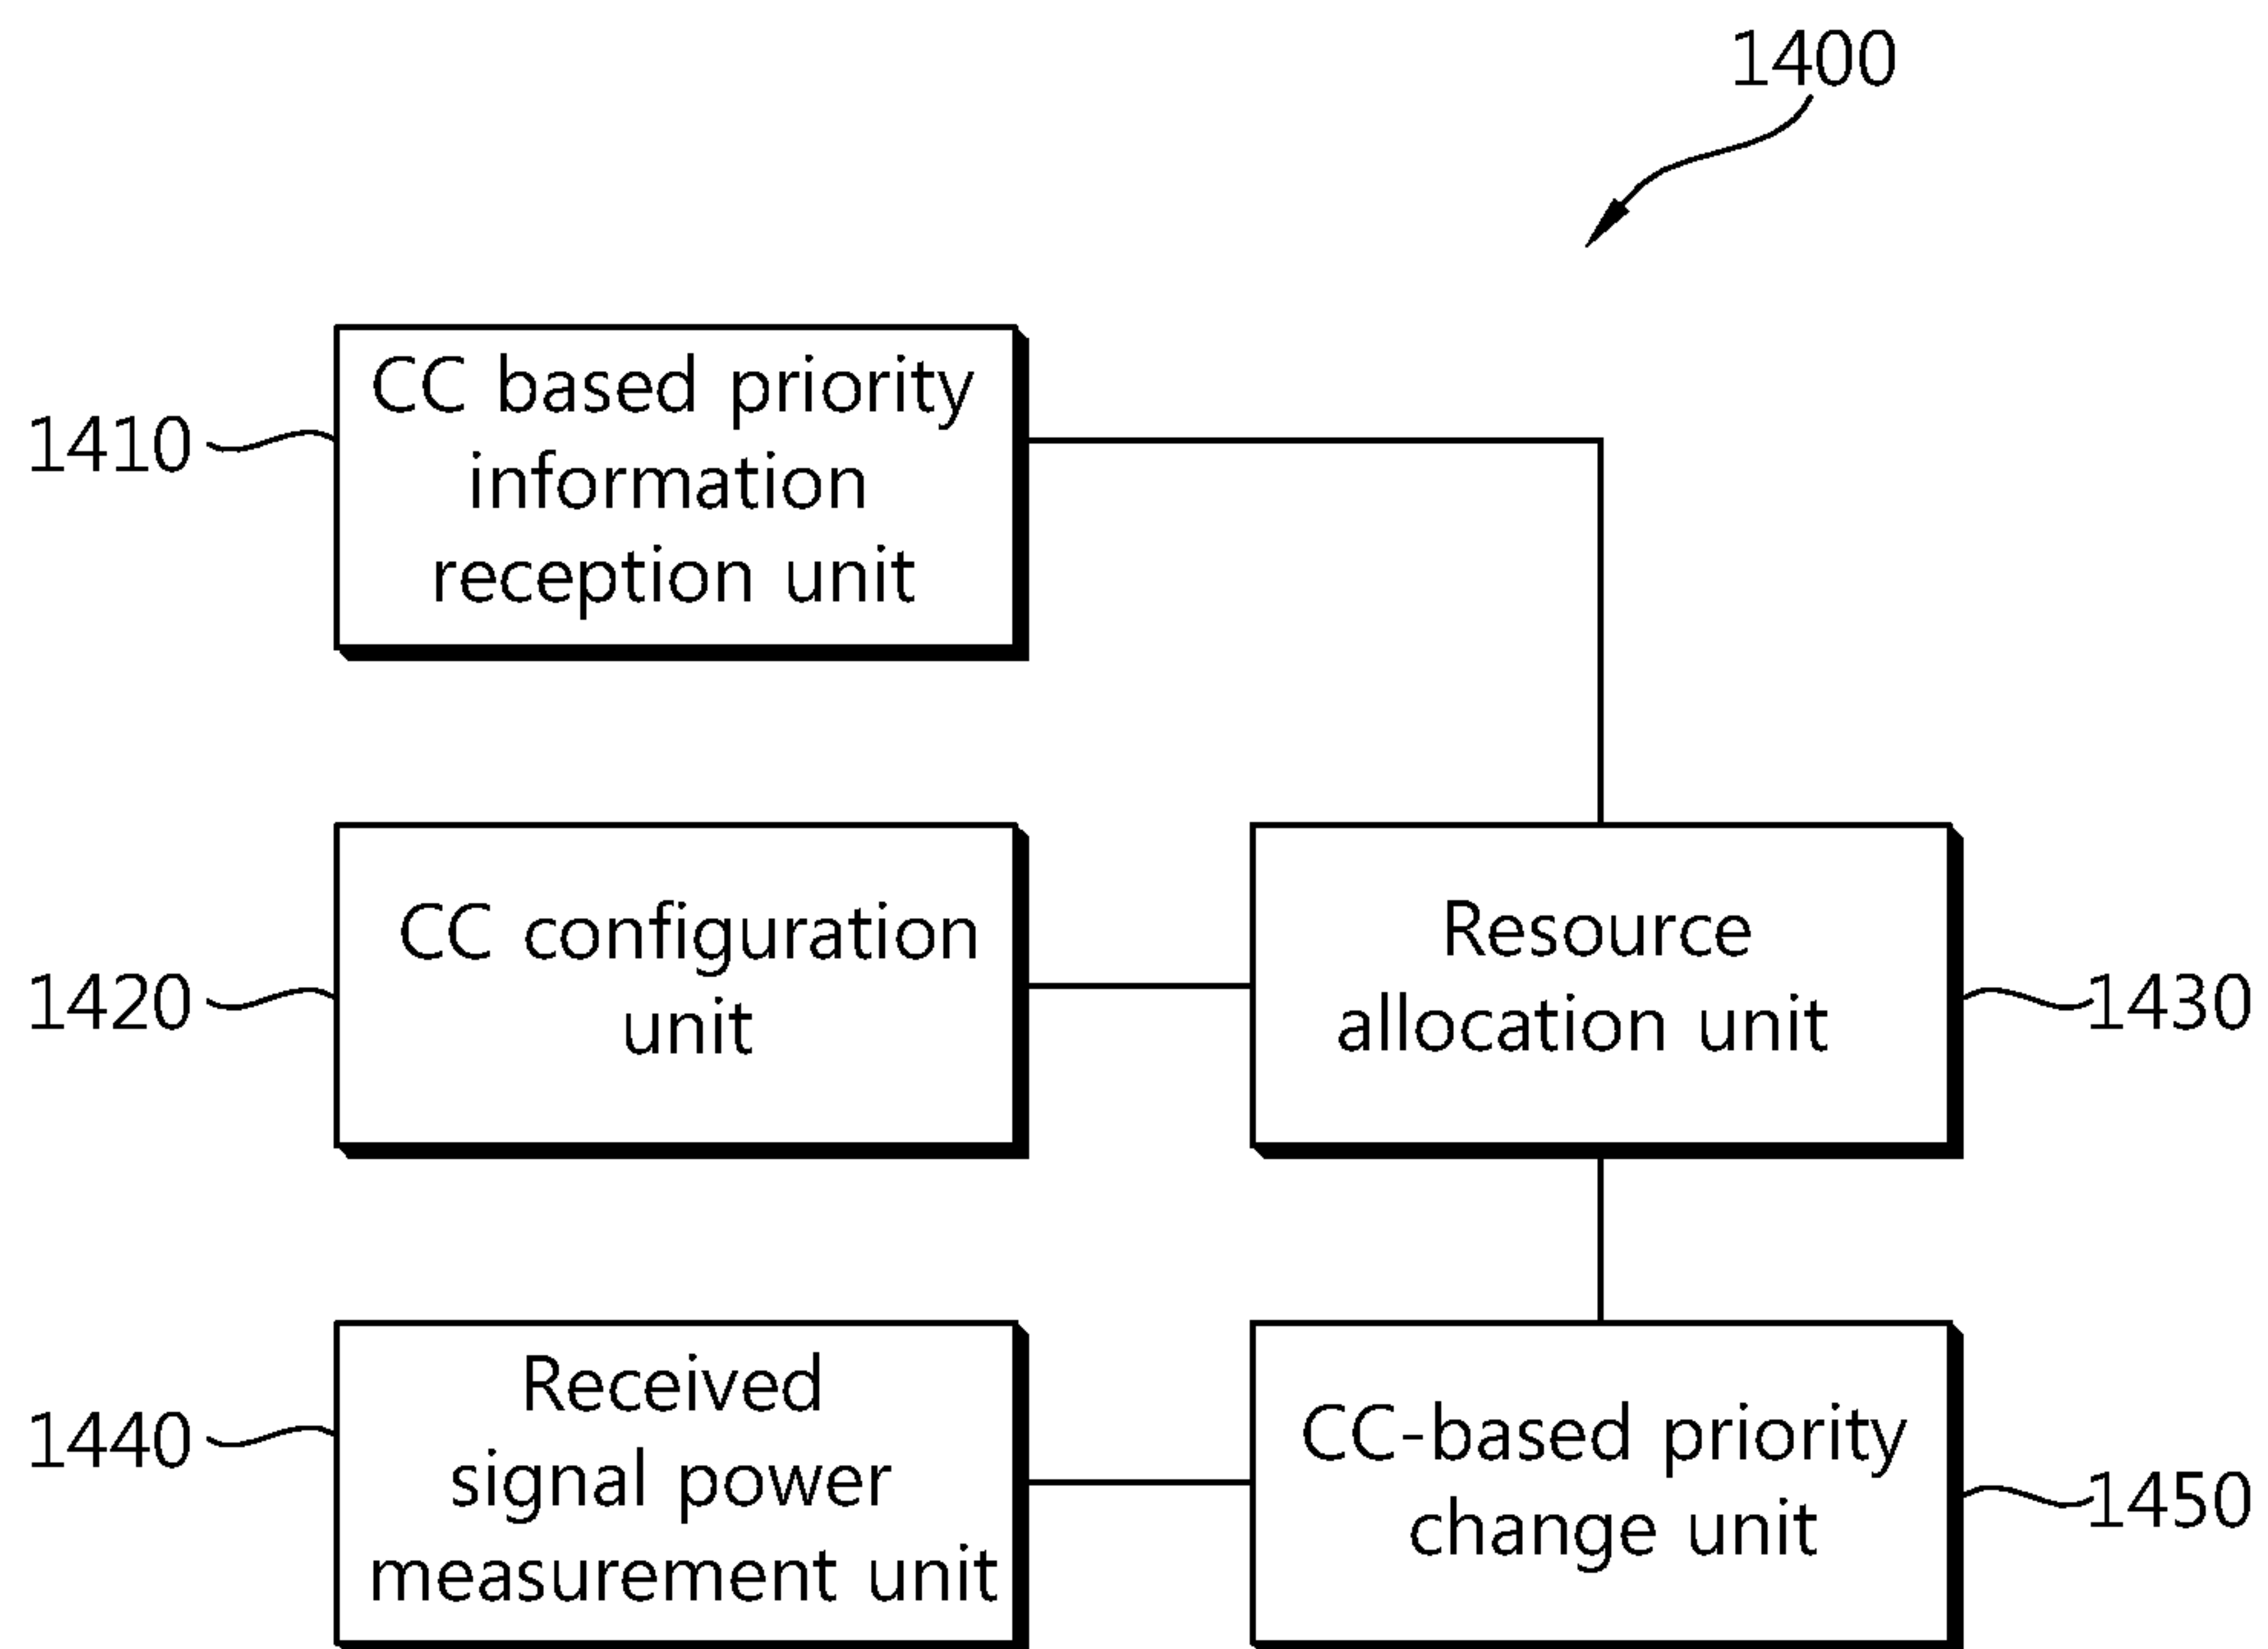 1400
CC based priority
information
reception unit
1410
CC configuration
unit
1420
Resource
allocation unit
1430
Received
signal power
measurement unit
1440
CC-based priority
change unit
1450